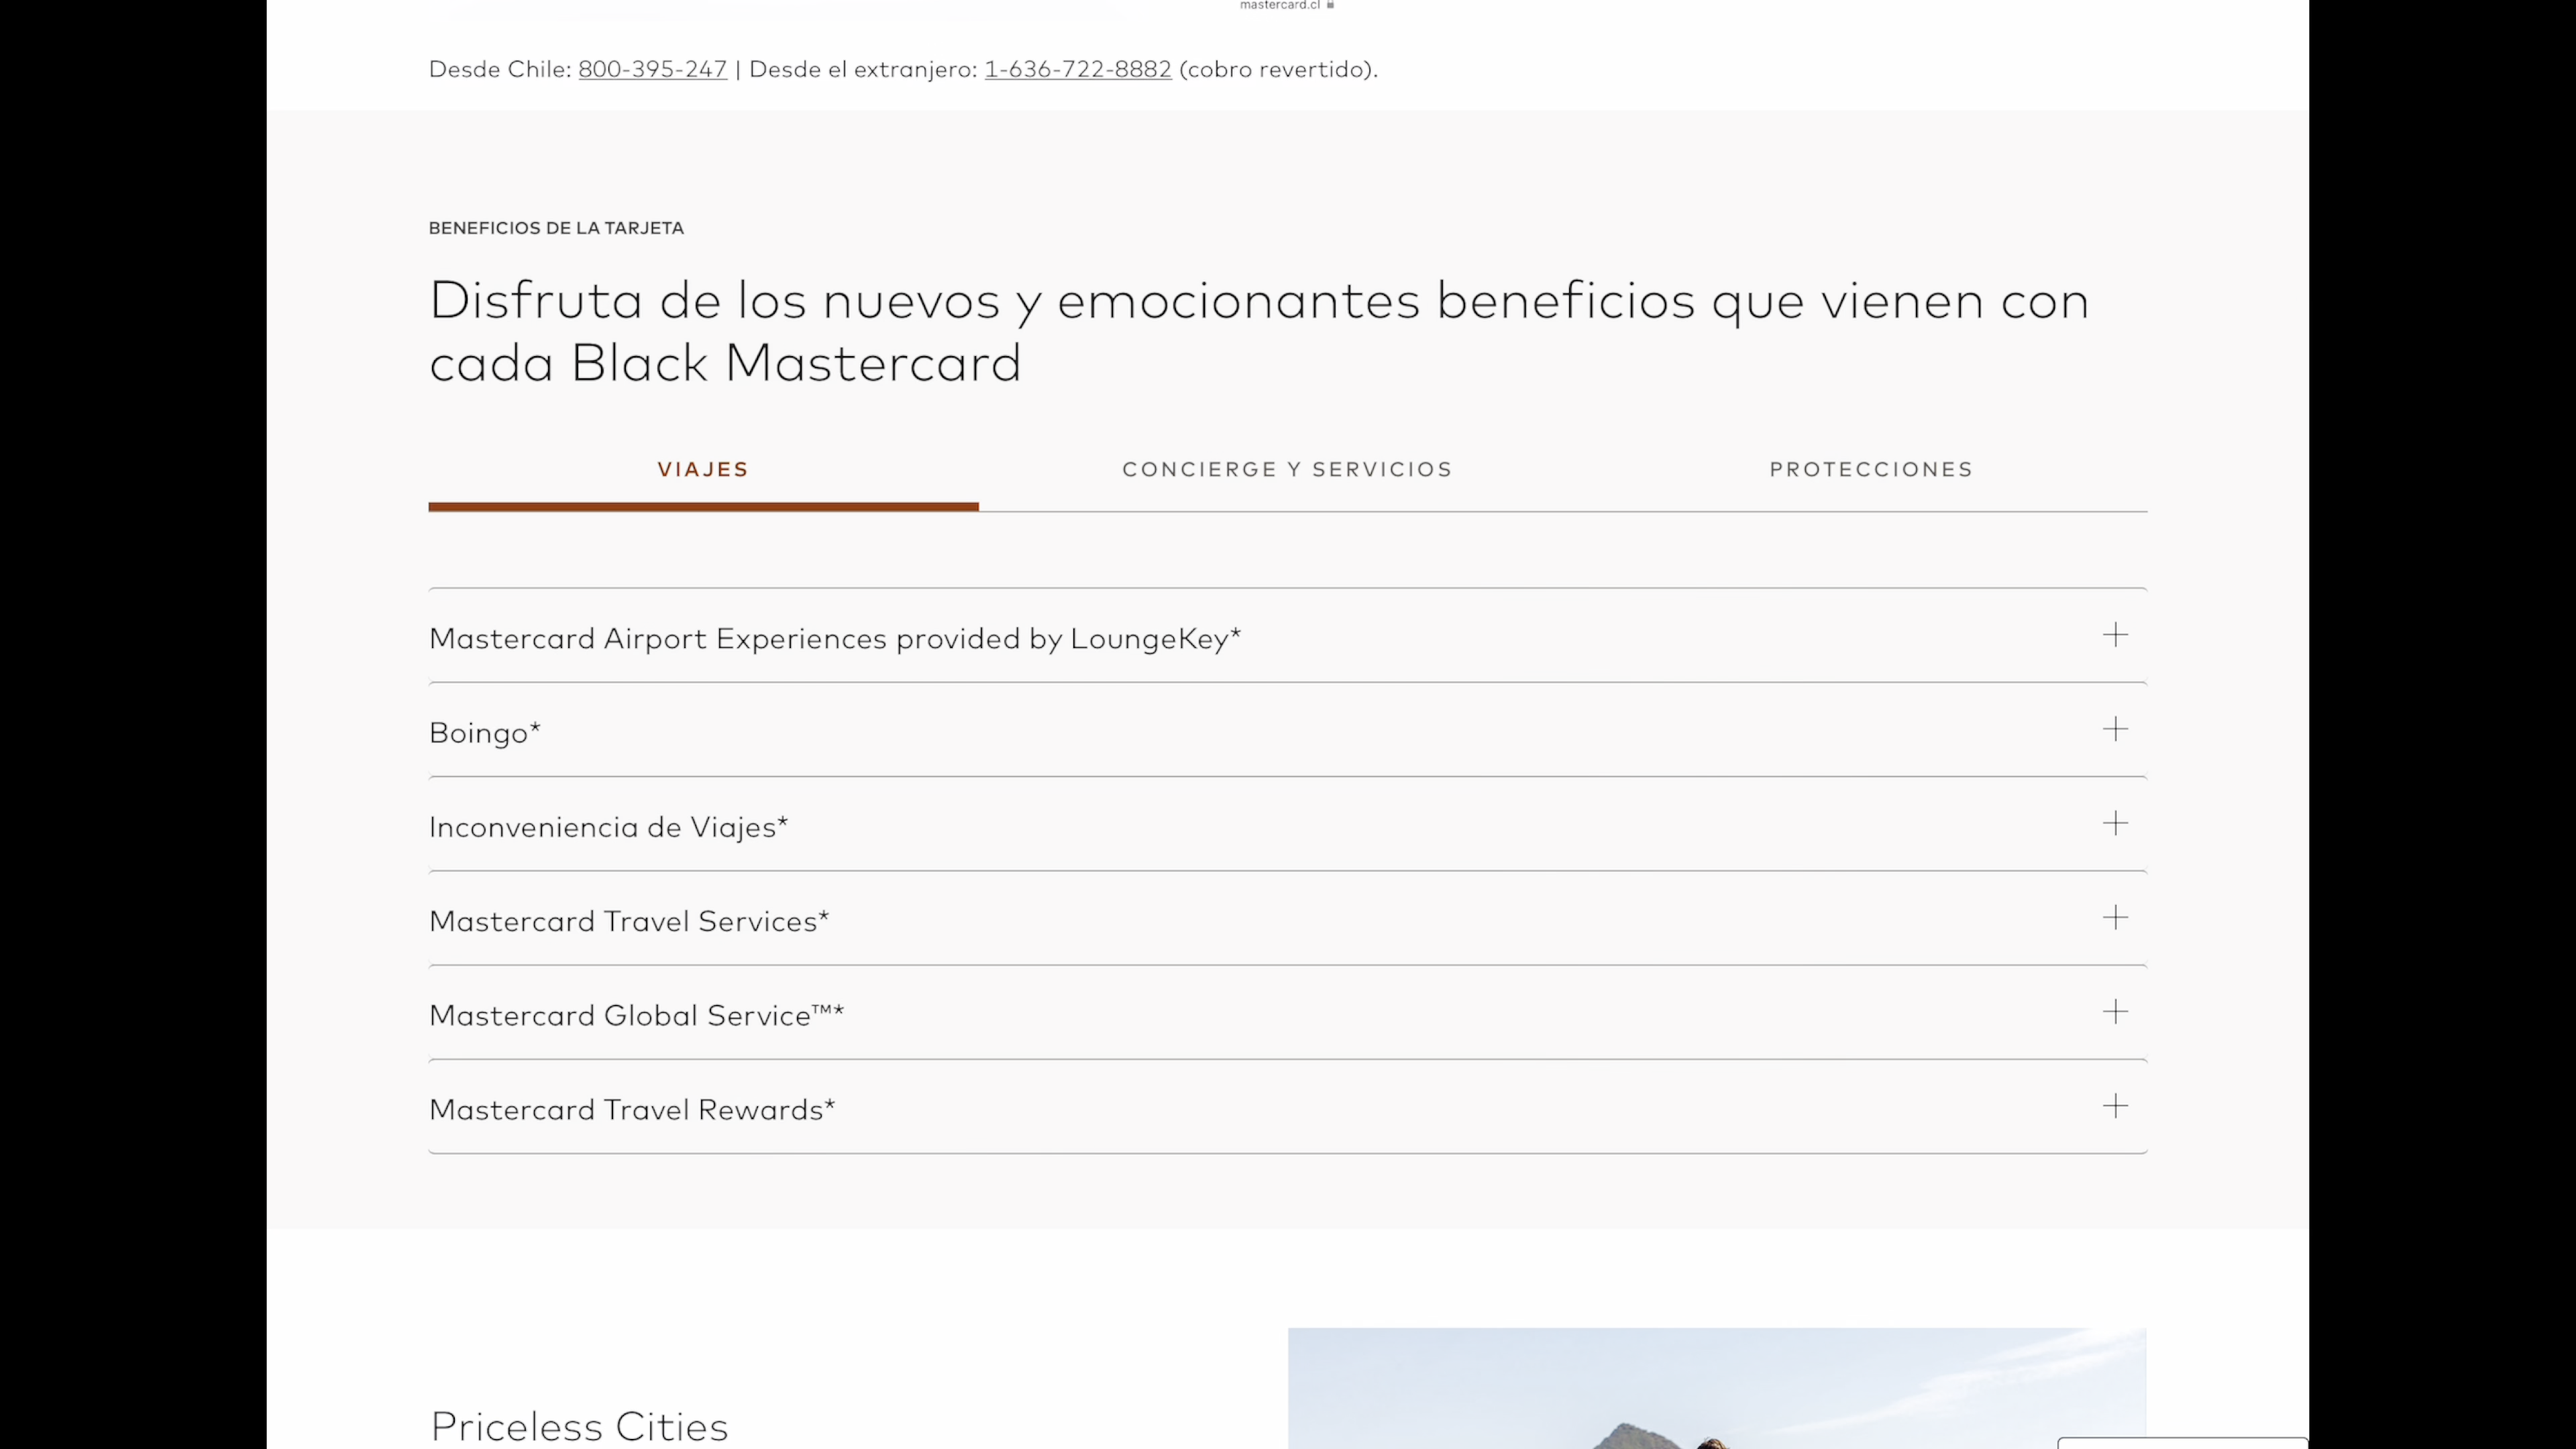 mastercard.cl
Desde Chile: 800-395-247 | Desde el extranjero: 1-636-722-8882 (cobro revertido).
BENEFICIOS DE LA TARJETA
Disfruta de los nuevos y emocionantes beneficios que vienen con
cada Black Mastercard
VIAJES
CONCIERGE Y SERVICIOS
PROTECCIONES
Mastercard Airport Experiences provided by LoungeKey*
Boingo*
Inconveniencia de Viajes*
Mastercard Travel Services*
Mastercard Global Service™*
Mastercard Travel Rewards*
Priceless Cities